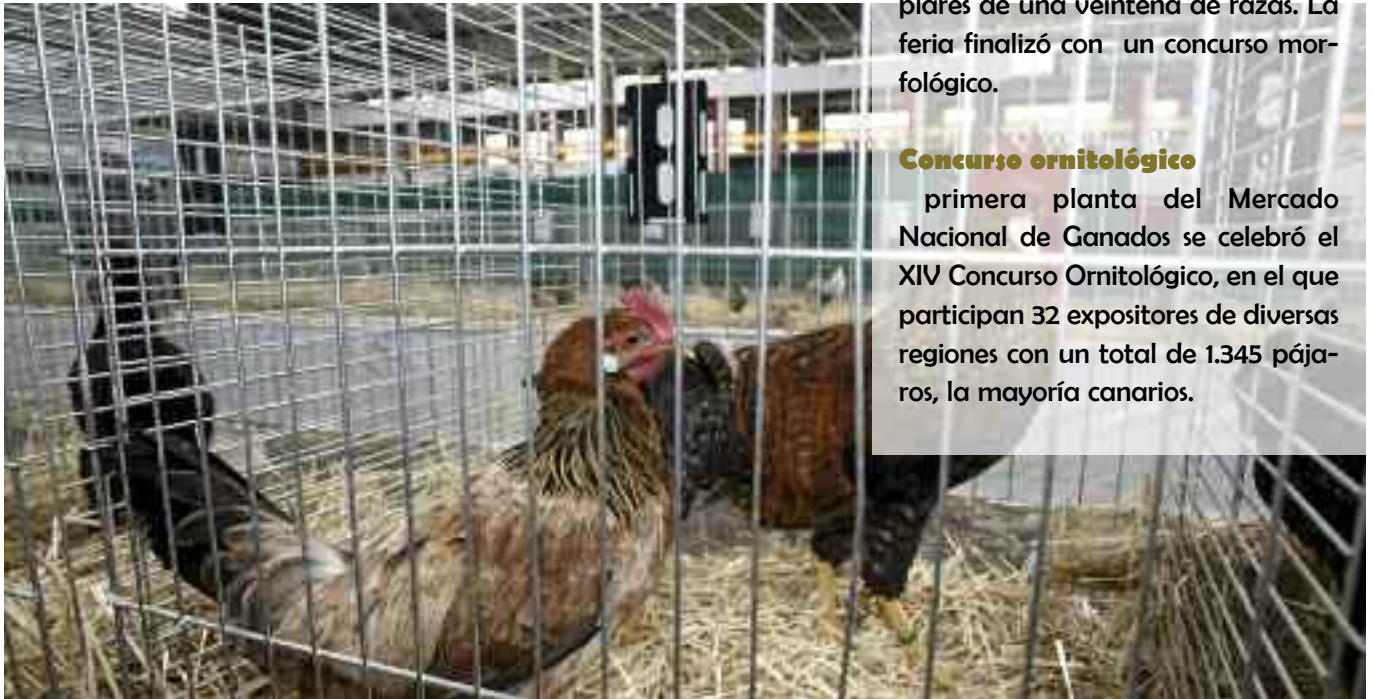 plares de una veintena de razas. La
feria finalizó con un concurso mor-
fológico.
Concurso ornitológico
primera planta del Mercado
Nacional de Ganados se celebró el
XIV Concurso Ornitológico, en el que
participan 32 expositores de diversas
regiones con un total de 1.345 pája-
ros, la mayoría canarios.